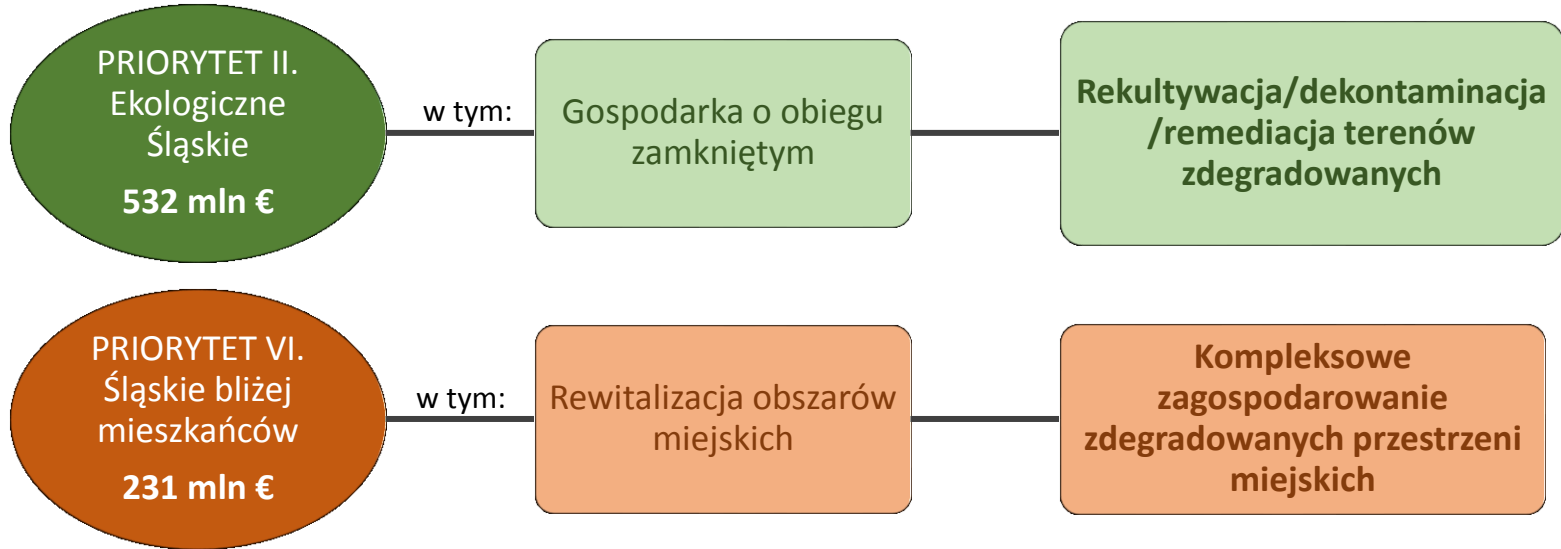 PRIORYTET II.
Ekologiczne
Śląskie
532 mln €
w tym:
Gospodarka o obiegu
zamkniętym
Rekultywacja/dekontaminacja
/remediacja terenów
zdegradowanych
PRIORYTET VI.
Śląskie bliżej
mieszkańców
231 mln €
w tym:
Rewitalizacja obszarów
miejskich
Kompleksowe
zagospodarowanie
zdegradowanych przestrzeni
miejskich